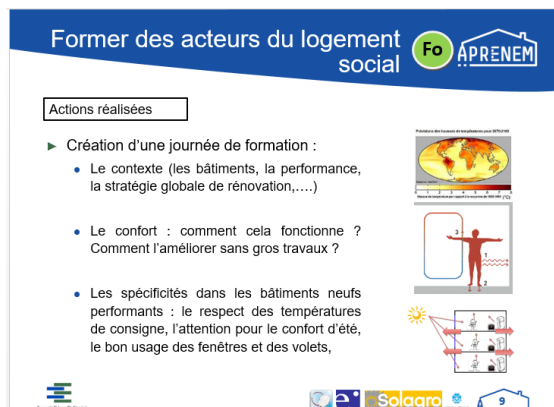 Former des acteurs du logement
social
Fo
APRENEM
Actions réalisées
► Création d'une journée de formation :
• Le contexte (les bâtiments, la performance,
la stratégie globale de rénovation,....)
• Le confort : comment cela fonctionne ?
Comment l'améliorer sans gros travaux ?
• Les spécificités dans les bâtiments neufs
performants : le respect des températures
de consigne, l'attention pour le confort d'été,
le bon usage des fenêtres et des volets,
3
1
2
Solagro
9